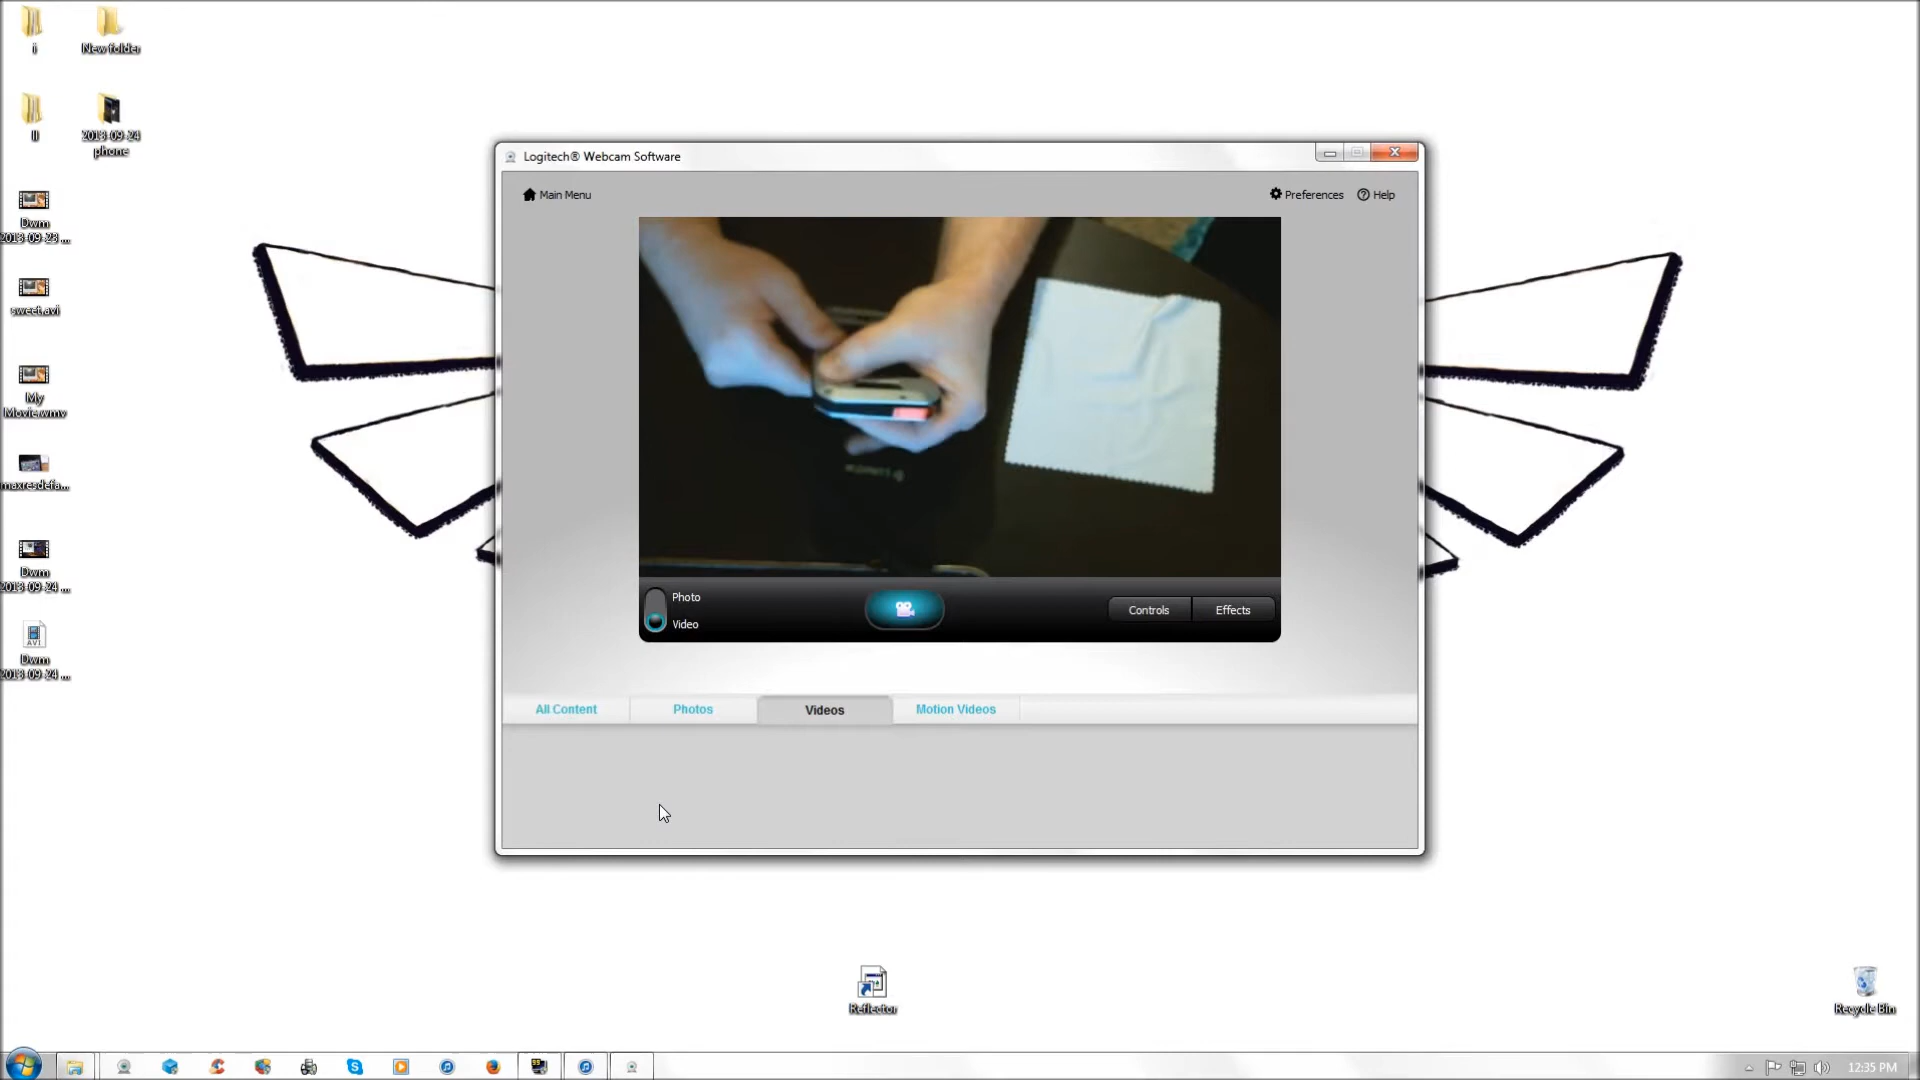 i
New folder
ll
2013-09-24
phone
Dwm
2013-09-23 ...
sweet.avi
My
Movie.wmv
maxresdefa...
Dwm
2013-09-24 ...
AVI
Dwm
2013-09-24 ...
Logitech® Webcam Software
Main Menu
Preferences
Help
Photo
Video
Controls
Effects
All Content
Photos
Videos
Motion Videos
Reflector
Recycle Bin
12:35 PM